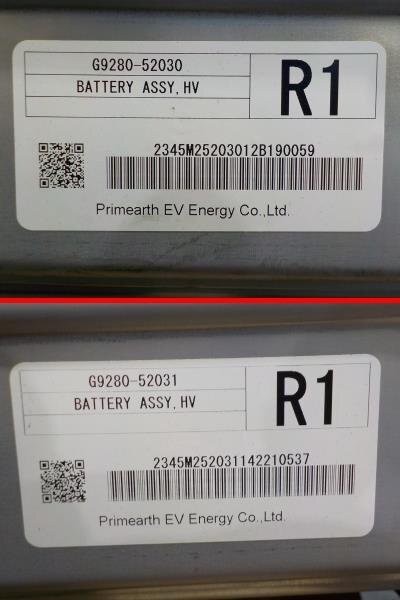 G9280-52030
BATTERY ASSY, HV
R1
2345M25203012B190059
Primearth EV Energy Co.,Ltd.
G9280-52031
BATTERY ASSY, HV
R1
2345M252031142210537
Primearth EV Energy Co.,Ltd.